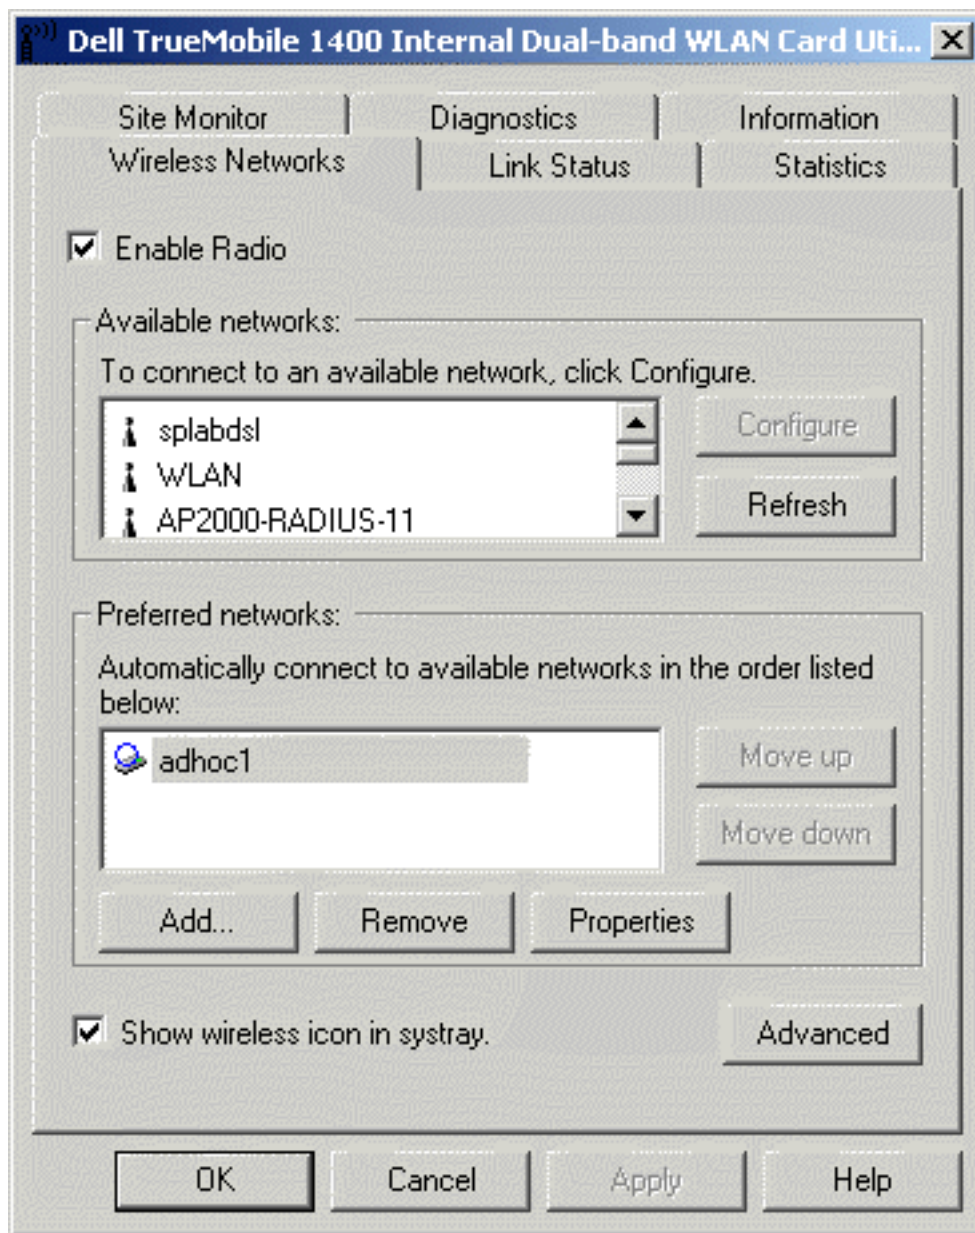 Dell TrueMobile 1400 Internal Dual-band WLAN Card Uti...
Site Monitor Diagnostics Information
Wireless Networks Link Status Statistics
Enable Radio
Available networks:
To connect to an available network, click Configure.
splabdsl
WLAN
AP2000-RADIUS-11
Configure
Refresh
Preferred networks:
Automatically connect to available networks in the order listed
below:
adhoc1
Move up
Move down
Add... Remove Properties
Show wireless icon in systray.
Advanced
OK Cancel Apply Help